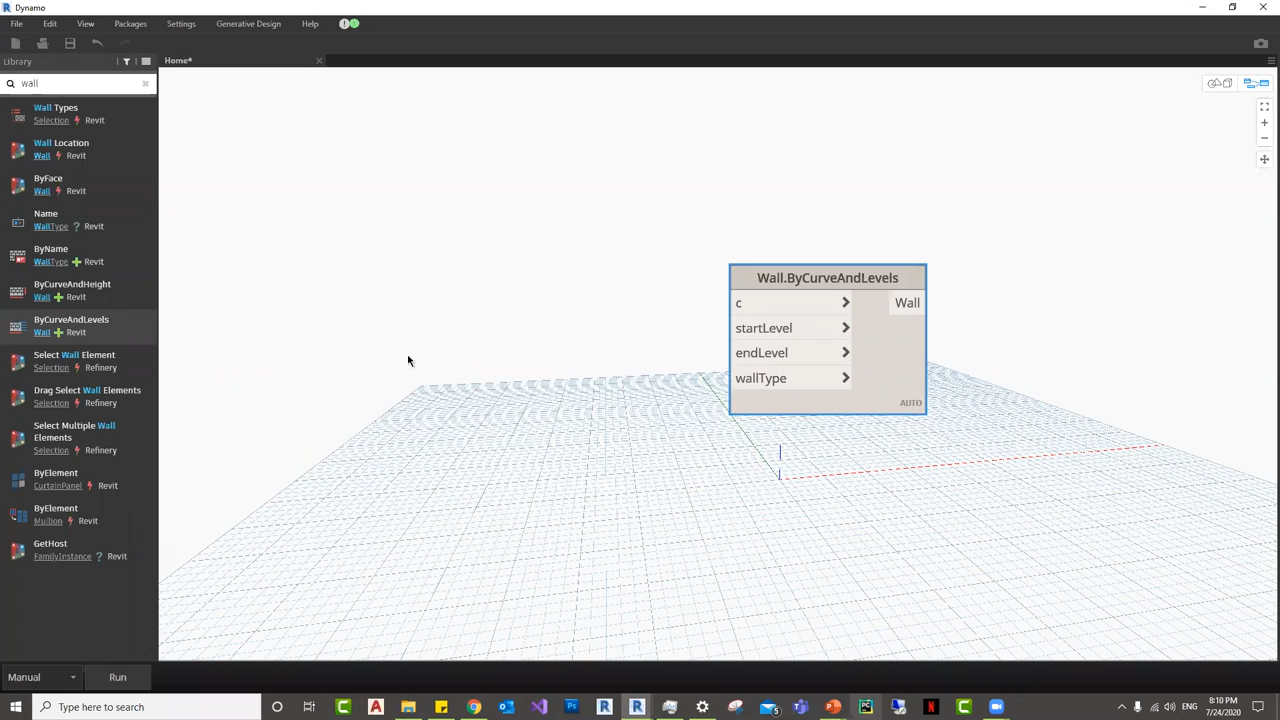 Dynamo
File Edit View Packages Settings Generative Design Help
Library
Home*
wall
Wall Types
Selection Revit
Wall Location
Wall Revit
ByFace
Wall Revit
Name
WallType ? Revit
ByName
WallType Revit
ByCurveAndHeight
Wall Revit
ByCurveAndLevels
Wall Revit
Select Wall Element
Selection Refinery
Drag Select Wall Elements
Selection Refinery
Select Multiple Wall
Elements
Selection Refinery
ByElement
CurtainPanel Revit
ByElement
Mullion Revit
GetHost
FamilyInstance ? Revit
Wall.ByCurveAndLevels
c > Wall
startLevel >
endLevel >
wallType >
AUTO
Manual Run
Type here to search
8:10 PM
7/24/2020